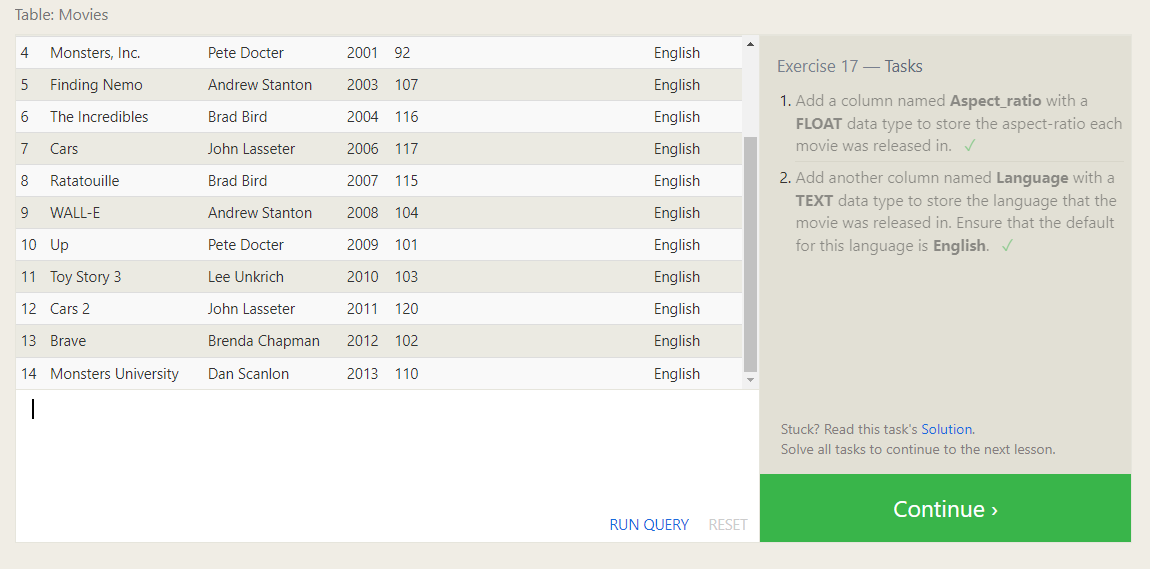 Table: Movies
4 Monsters, Inc. Pete Docter 2001 92 English
5 Finding Nemo Andrew Stanton 2003 107 English
6 The Incredibles Brad Bird 2004 116 English
7 Cars John Lasseter 2006 117 English
8 Ratatouille Brad Bird 2007 115 English
9 WALL-E Andrew Stanton 2008 104 English
10 Up Pete Docter 2009 101 English
11 Toy Story 3 Lee Unkrich 2010 103 English
12 Cars 2 John Lasseter 2011 120 English
13 Brave Brenda Chapman 2012 102 English
14 Monsters University Dan Scanlon 2013 110 English
RUN QUERY RESET
Exercise 17 — Tasks
1. Add a column named Aspect_ratio with a
FLOAT data type to store the aspect-ratio each
movie was released in. ✓
2. Add another column named Language with a
TEXT data type to store the language that the
movie was released in. Ensure that the default
for this language is English. ✓
Stuck? Read this task's Solution.
Solve all tasks to continue to the next lesson.
Continue ›